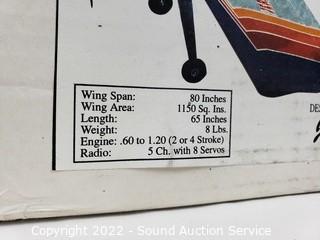 DES
Wing Span: 80 Inches
Wing Area: 1150 Sq. Ins.
Length: 65 Inches
Weight: 8 Lbs.
Engine: .60 to 1.20 (2 or 4 Stroke)
Radio: 5 Ch. with 8 Servos
Copyright 2022 - Sound Auction Service